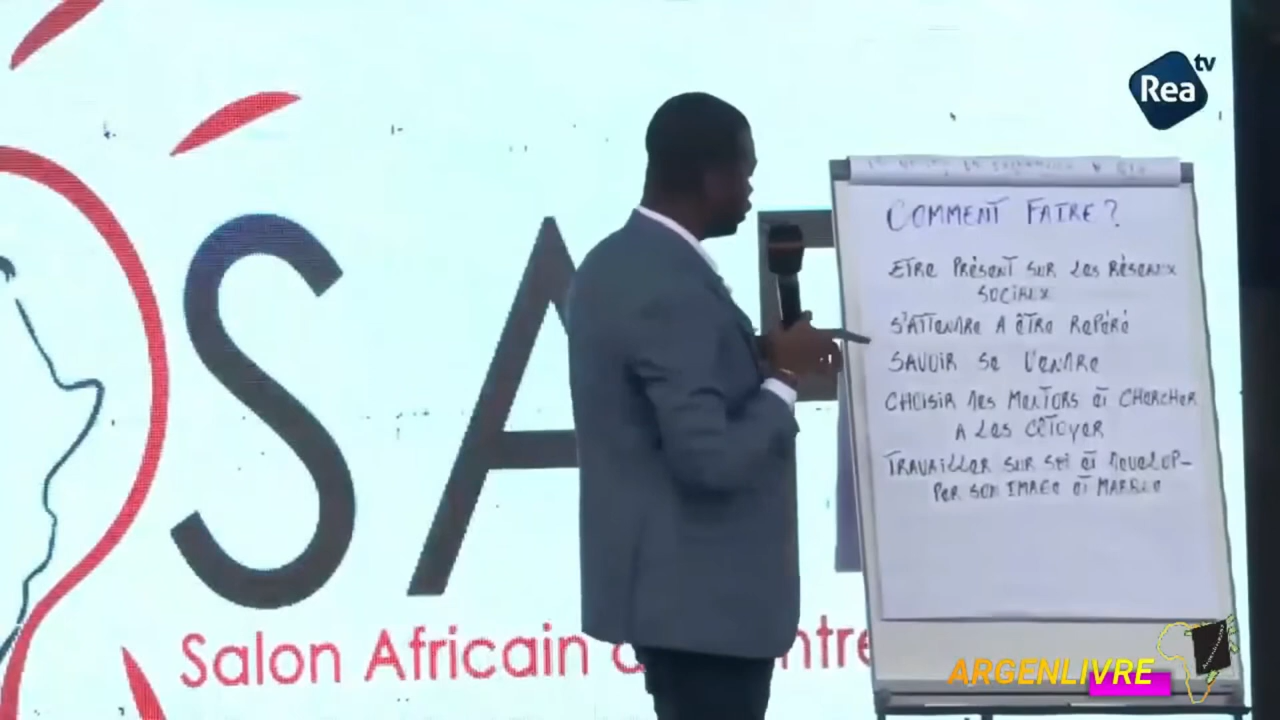 Rea tv
SA
Salon Africain
COMMENT FAIRE ?
ETRE PRÉSENT SUR LES RÉSEAUX
SOCIAUX
S'ATTENDRE A ÊTRE REPÉRÉ
SAVOIR SE VENDRE
CHOISIR DES MENTORS ET CHERCHER
A LES CÔTOYER
TRAVAILLER SUR SOI ET DEVELOP-
PER SON IMAGE ET MARQUE
ARGENLIVRE